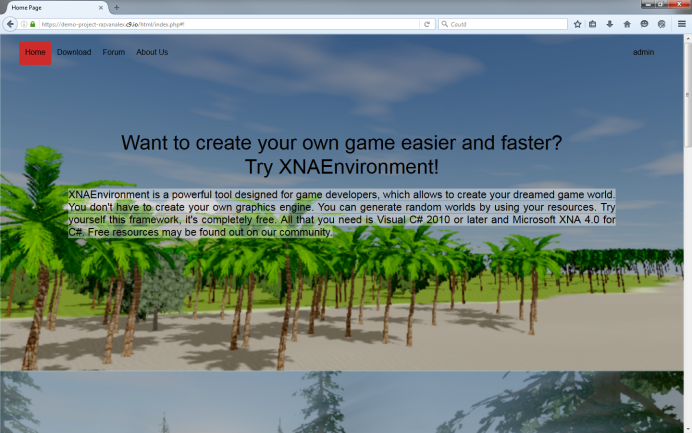 Home Page
https://demo-project-razvanalex.c9.io/html/index.php#!
Caută
Home Download Forum About Us admin
Want to create your own game easier and faster?
Try XNAEnvironment!
XNAEnvironment is a powerful tool designed for game developers, which allows to create your dreamed game world.
You don't have to create your own graphics engine. You can generate random worlds by using your resources. Try
yourself this framework, it's completely free. All that you need is Visual C# 2010 or later and Microsoft XNA 4.0 for
C#. Free resources may be found out on our community.